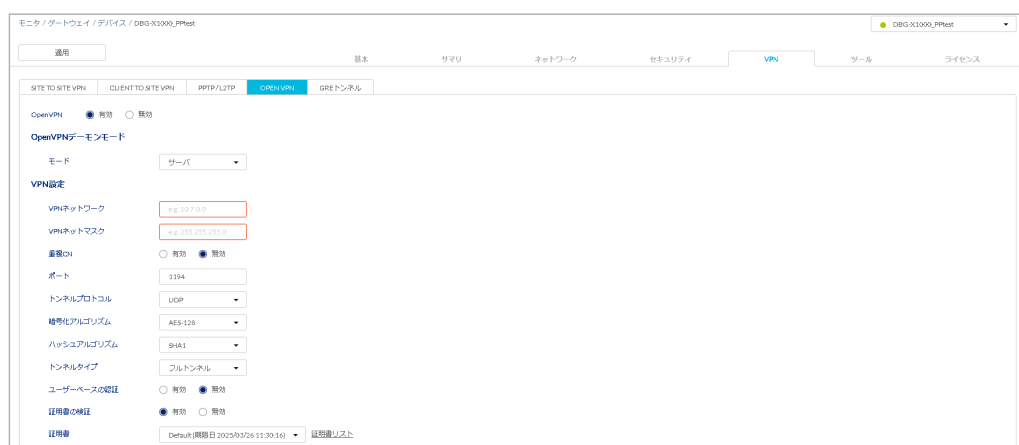 モニタ / ゲートウェイ / デバイス / DBG-X1000_PPtest
DBG-X1000_PPtest
適用
基本 サマリ ネットワーク セキュリティ VPN ツール ライセンス
SITE TO SITE VPN CLIENT TO SITE VPN PPTP/L2TP OPEN VPN GREトンネル
OpenVPN 有効 無効
OpenVPNデーモンモード
モード サーバ
VPN設定
VPNネットワーク e.g. 10.7.0.0
VPNネットマスク e.g. 255.255.255.0
重複CN 有効 無効
ポート 1194
トンネルプロトコル UDP
暗号化アルゴリズム AES-128
ハッシュアルゴリズム SHA1
トンネルタイプ フルトンネル
ユーザーベースの認証 有効 無効
証明書の検証 有効 無効
証明書 Default (期限日 2025/03/26 11:30:16) 証明書リスト